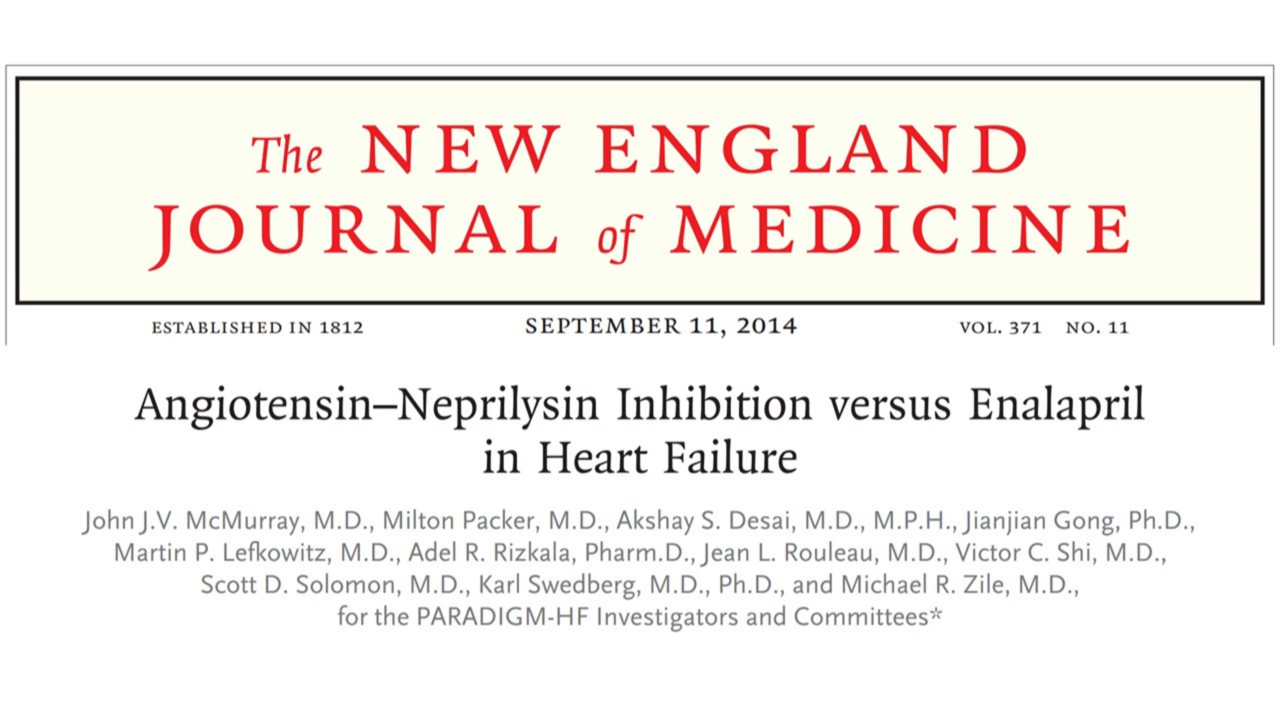 The NEW ENGLAND
JOURNAL of MEDICINE
ESTABLISHED IN 1812 SEPTEMBER 11, 2014 VOL. 371 NO. 11
Angiotensin–Neprilysin Inhibition versus Enalapril
in Heart Failure
John J.V. McMurray, M.D., Milton Packer, M.D., Akshay S. Desai, M.D., M.P.H., Jianjian Gong, Ph.D.,
Martin P. Lefkowitz, M.D., Adel R. Rizkala, Pharm.D., Jean L. Rouleau, M.D., Victor C. Shi, M.D.,
Scott D. Solomon, M.D., Karl Swedberg, M.D., Ph.D., and Michael R. Zile, M.D.,
for the PARADIGM-HF Investigators and Committees*